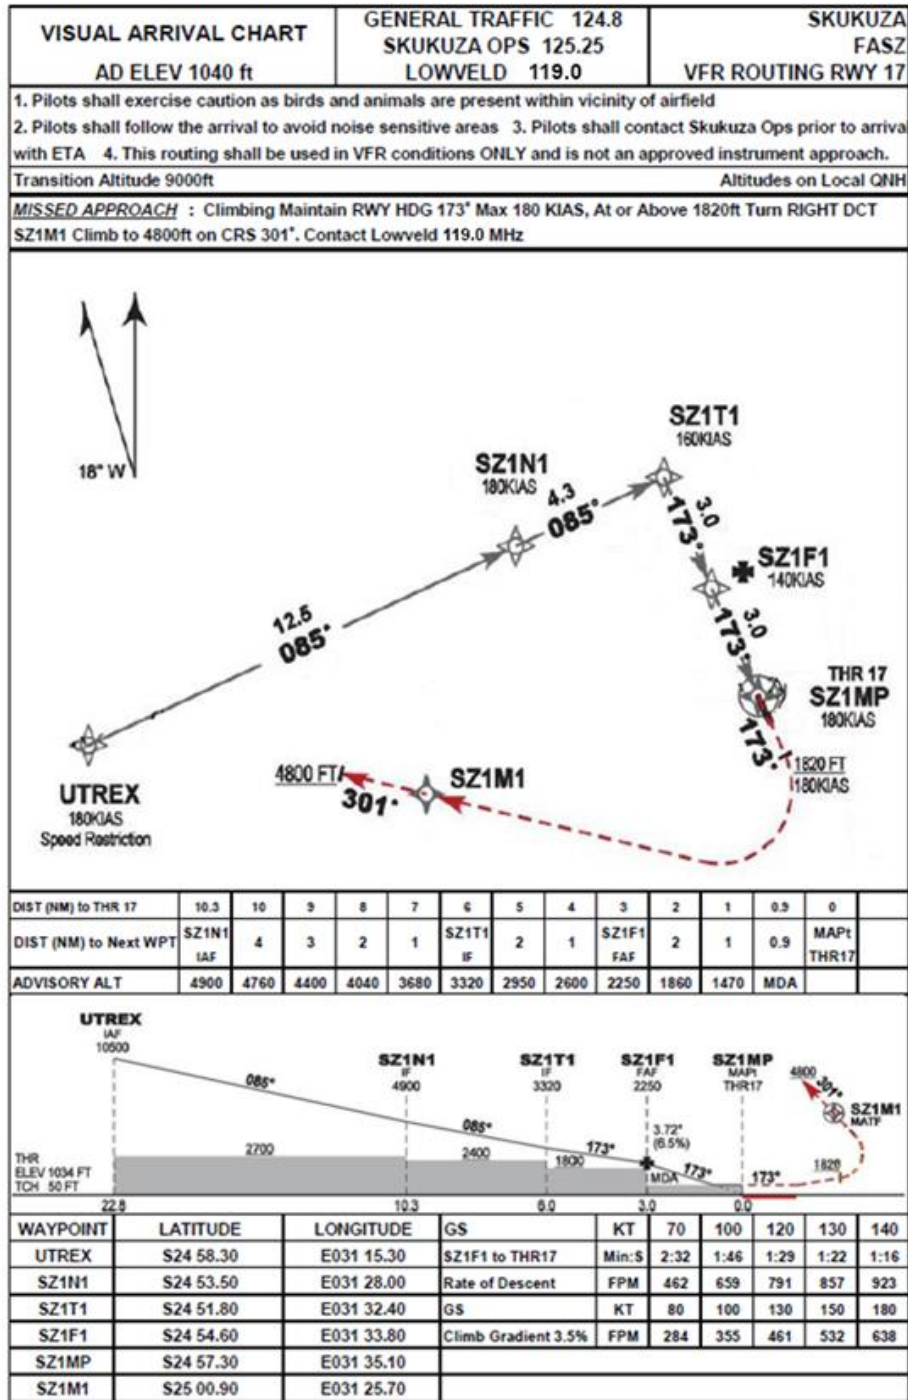 VISUAL ARRIVAL CHART
AD ELEV 1040 ft
GENERAL TRAFFIC 124.8
SKUKUZA OPS 125.25
LOWVELD 119.0
SKUKUZA
FASZ
VFR ROUTING RWY 17
1. Pilots shall exercise caution as birds and animals are present within vicinity of airfield
2. Pilots shall follow the arrival to avoid noise sensitive areas 3. Pilots shall contact Skukuza Ops prior to arrival
with ETA 4. This routing shall be used in VFR conditions ONLY and is not an approved instrument approach.
Transition Altitude 9000ft Altitudes on Local QNH
MISSED APPROACH : Climbing Maintain RWY HDG 173° Max 180 KIAS, At or Above 1820ft Turn RIGHT DCT
SZ1M1 Climb to 4800ft on CRS 301°. Contact Lowveld 119.0 MHz
18° W
SZ1T1
160KIAS
SZ1N1
180KIAS
4.3
085°
3.0
173°
SZ1F1
140KIAS
12.5
085°
3.0
173°
THR 17
SZ1MP
180KIAS
173°
1820 FT
180KIAS
UTREX
180KIAS
Speed Restriction
4800 FT
301°
SZ1M1
DIST (NM) to THR 17 10.3 10 9 8 7 6 5 4 3 2 1 0.9 0
DIST (NM) to Next WPT SZ1N1 IAF 4 3 2 1 SZ1T1 IF 2 1 SZ1F1 FAF 2 1 0.9 MAPt THR17
ADVISORY ALT 4900 4760 4400 4040 3680 3320 2950 2600 2250 1860 1470 MDA
UTREX
IAF
10500
SZ1N1
IF
4900
SZ1T1
IF
3320
SZ1F1
FAF
2250
SZ1MP
MAPt
THR17
4800
301°
SZ1M1
MATF
085°
085°
173°
3.72°
(6.5%)
173°
173°
1820
2700
2400
1800
MDA
THR
ELEV 1034 FT
TCH 50 FT
22.8 10.3 6.0 3.0 0.0
WAYPOINT LATITUDE LONGITUDE GS KT 70 100 120 130 140
UTREX S24 58.30 E031 15.30 SZ1F1 to THR17 Min:S 2:32 1:46 1:29 1:22 1:16
SZ1N1 S24 53.50 E031 28.00 Rate of Descent FPM 462 659 791 857 923
SZ1T1 S24 51.80 E031 32.40 GS KT 80 100 130 150 180
SZ1F1 S24 54.60 E031 33.80 Climb Gradient 3.5% FPM 284 355 461 532 638
SZ1MP S24 57.30 E031 35.10
SZ1M1 S25 00.90 E031 25.70